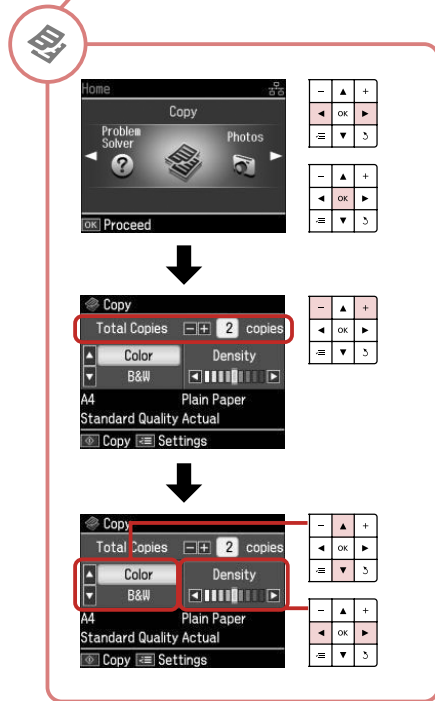 Home
Copy
Problem
Solver
Photos
OK Proceed
- +
OK
- +
OK
Copy
Total Copies - + 2 copies
Color Density
B&W
A4 Plain Paper
Standard Quality Actual
Copy Settings
- +
OK
Copy
Total Copies - + 2 copies
Color Density
B&W
A4 Plain Paper
Standard Quality Actual
Copy Settings
- +
OK
- +
OK